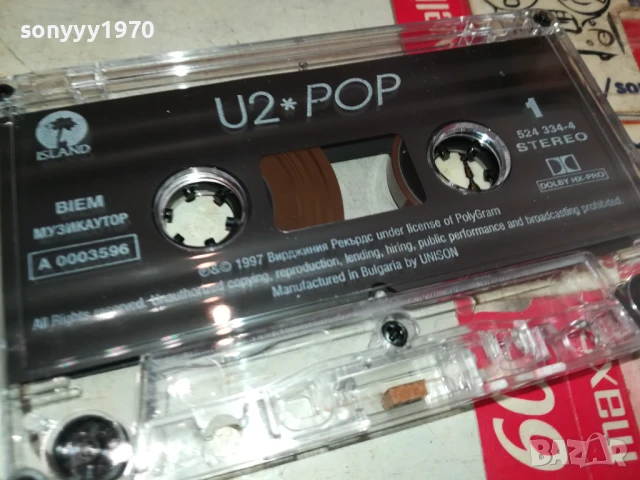 sonyyy1970
U2*POP
ISLAND
1
524 334-4
STEREO
DOLBY HX-PRO
BIEM
МУЗИКАУТОР
A 0003596
℗&© 1997 Вирджиния Рекърдс under license of PolyGram
All Rights reserved. Unauthorized copying, reproduction, lending, hiring, public performance and broadcasting prohibited.
Manufactured in Bulgaria by UNISON
BAZAR